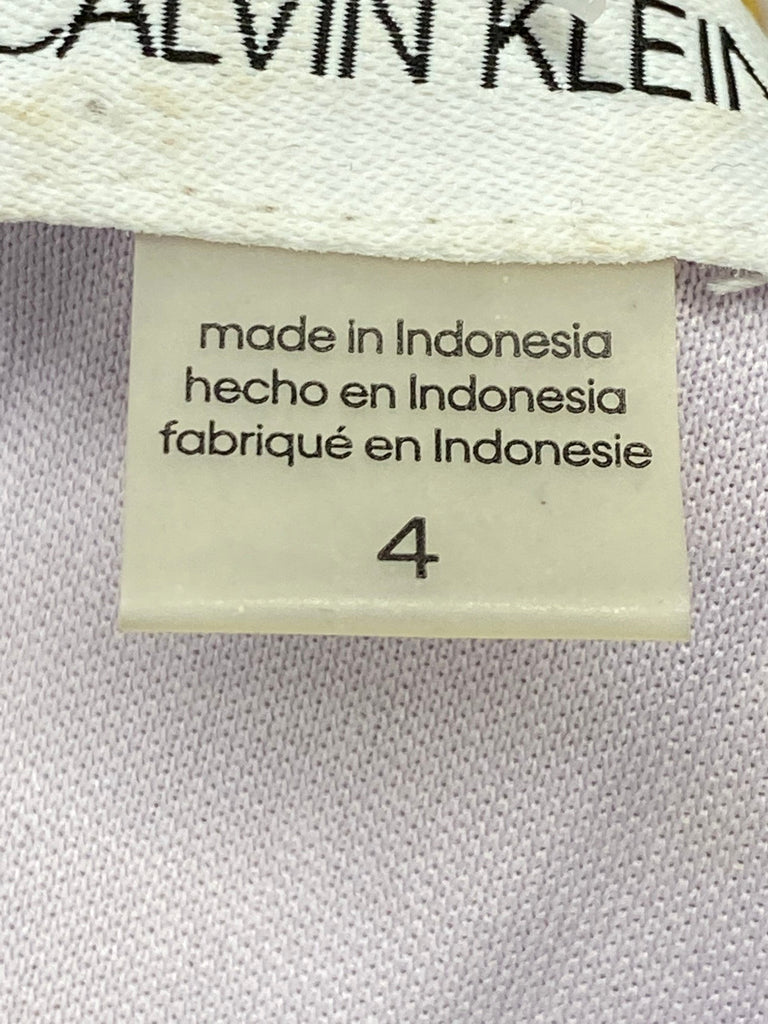 CALVIN KLEIN
made in Indonesia
hecho en Indonesia
fabriqué en Indonesie
4